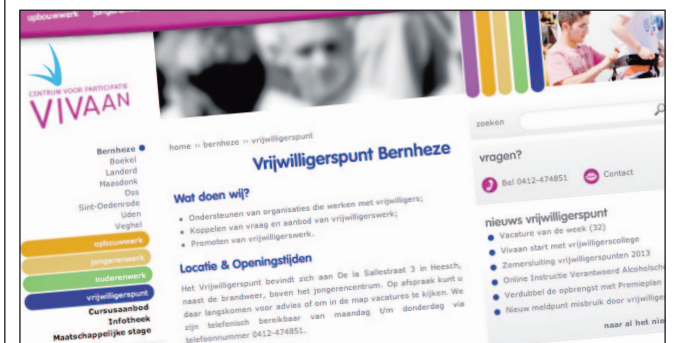 opbouwwerk
CENTRUM VOOR PARTICIPATIE
VIVAAN
Bernheze
Boekel
Landerd
Maasdonk
Oss
Sint-Oedenrode
Uden
Veghel
opbouwwerk
jongerenwerk
ouderenwerk
vrijwilligerspunt
Cursusaanbod
Infotheek
Maatschappelijke stage
home » bernheze » vrijwilligerspunt
Vrijwilligerspunt Bernheze
Wat doen wij?
Ondersteunen van organisaties die werken met vrijwilligers;
Koppelen van vraag en aanbod van vrijwilligerswerk;
Promoten van vrijwilligerswerk.
Locatie & Openingstijden
Het Vrijwilligerspunt bevindt zich aan De la Sallestraat 3 in Heesch,
naast de brandweer, boven het jongerencentrum. Op afspraak kunt u
daar langskomen voor advies of om in de map vacatures te kijken. We
zijn telefonisch bereikbaar van maandag t/m donderdag via
telefoonnummer 0412-474851.
zoeken
vragen?
Bel 0412-474851
Contact
nieuws vrijwilligerspunt
Vacature van de week (32)
Vivaan start met vrijwilligerscollege
Zomersluiting vrijwilligerspunten 2013
Online Instructie Verantwoord Alcoholsch
Verdubbel de opbrengst met Premieplan
Nieuw meldpunt misbruik door vrijwillige
naar al het nie